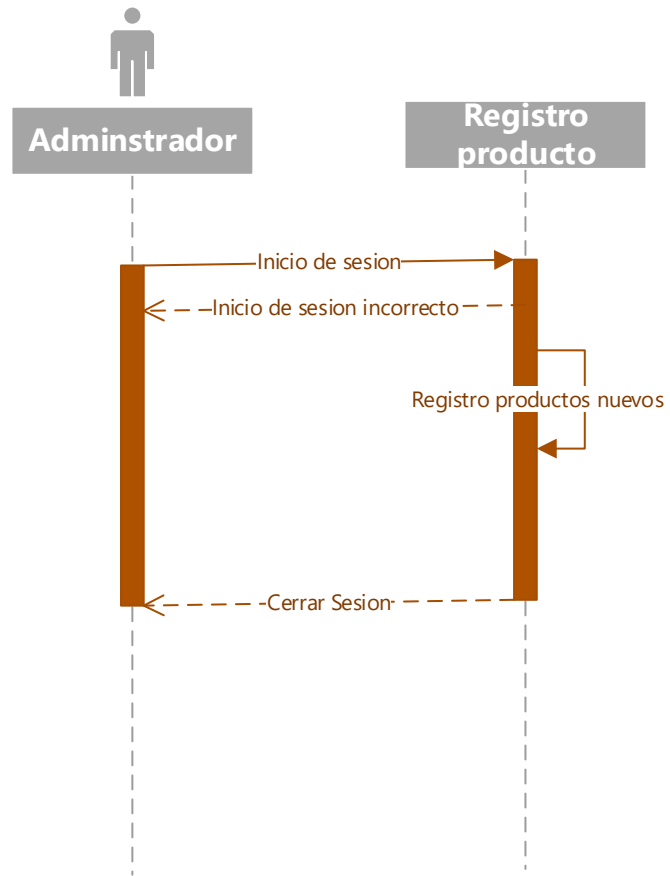 Adminstrador
Registro
producto
Inicio de sesion
Inicio de sesion incorrecto
Registro productos nuevos
Cerrar Sesion